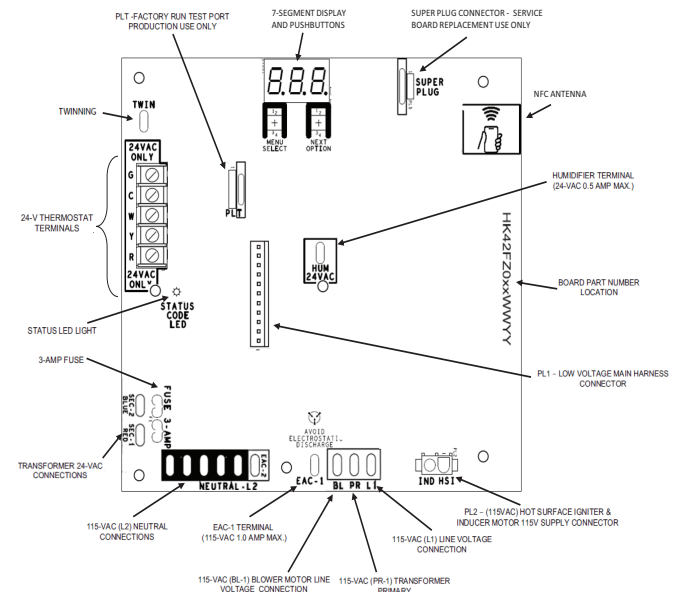 PLT -FACTORY RUN TEST PORT
PRODUCTION USE ONLY
7-SEGMENT DISPLAY
AND PUSHBUTTONS
SUPER PLUG CONNECTOR - SERVICE
BOARD REPLACEMENT USE ONLY
8.8.8.
SUPER
PLUG
NFC ANTENNA
TWINNING
TWIN
MENU
SELECT
NEXT
OPTION
24VAC
ONLY
G
C
W
Y
R
24VAC
ONLY
24-V THERMOSTAT
TERMINALS
PLT
HUMIDIFIER TERMINAL
(24-VAC 0.5 AMP MAX.)
HUM
24VAC
HK42FZ0xxWWYY
BOARD PART NUMBER
LOCATION
STATUS
CODE
LED
STATUS LED LIGHT
3-AMP FUSE
PL1 – LOW VOLTAGE MAIN HARNESS
CONNECTOR
FUSE 3-AMP
SEC-2
BLUE
SEC-1
RED
TRANSFORMER 24-VAC
CONNECTIONS
AVOID
ELECTROSTATI
DISCHARGE
NEUTRAL-L2
EAC-2
EAC-1
BL PR L1
IND HSI
115-VAC (L2) NEUTRAL
CONNECTIONS
EAC-1 TERMINAL
(115-VAC 1.0 AMP MAX.)
115-VAC (L1) LINE VOLTAGE
CONNECTION
PL2 – (115VAC) HOT SURFACE IGNITER &
INDUCER MOTOR 115V SUPPLY CONNECTOR
115-VAC (BL-1) BLOWER MOTOR LINE
VOLTAGE CONNECTION
115-VAC (PR-1) TRANSFORMER
PRIMARY